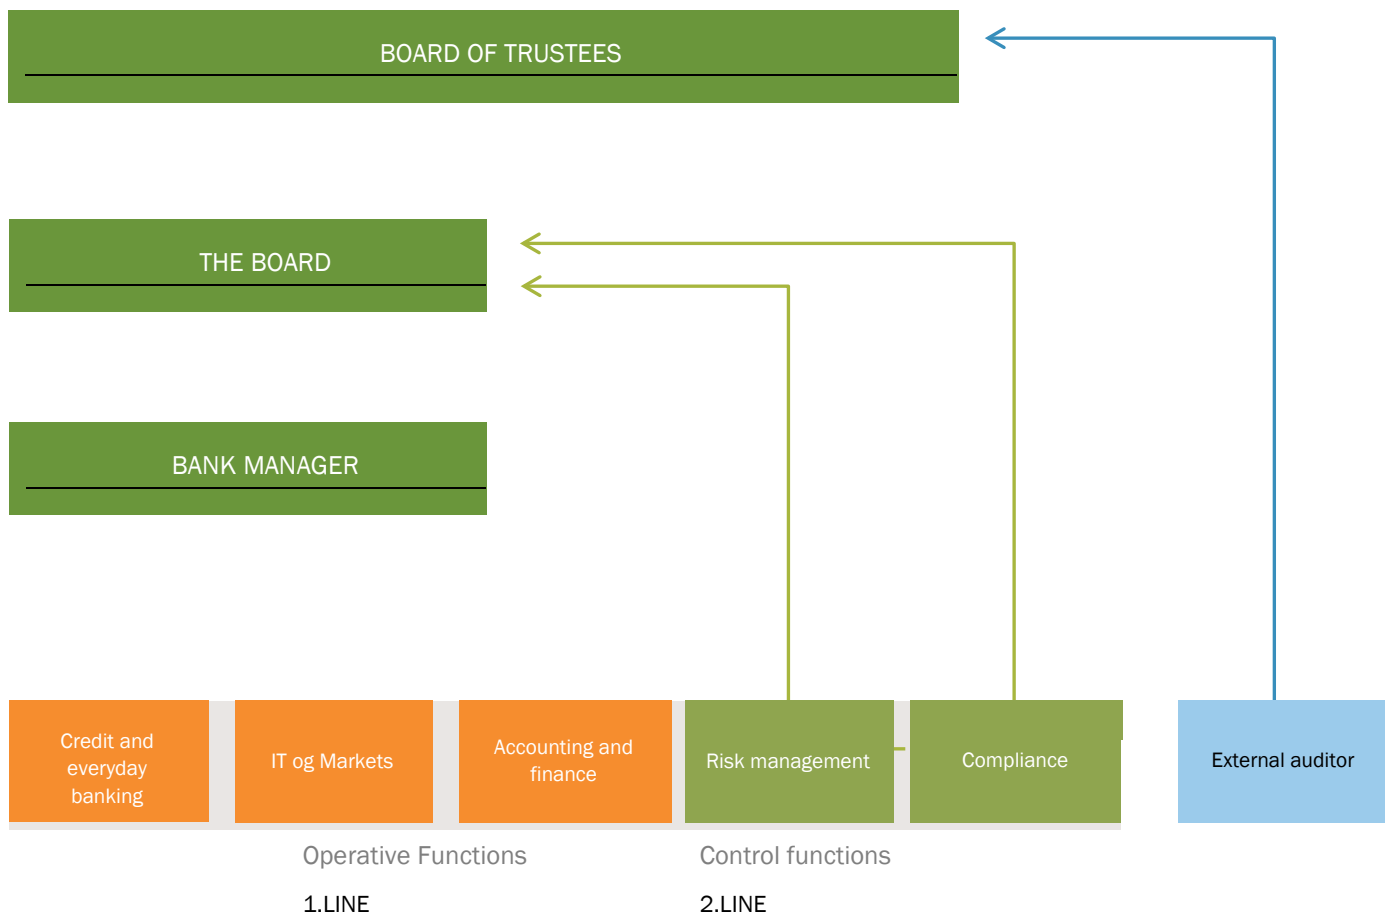 BOARD OF TRUSTEES
THE BOARD
BANK MANAGER
Credit and
everyday
banking
IT og Markets
Accounting and
finance
Risk management
Compliance
External auditor
Operative Functions
Control functions
1.LINE
2.LINE